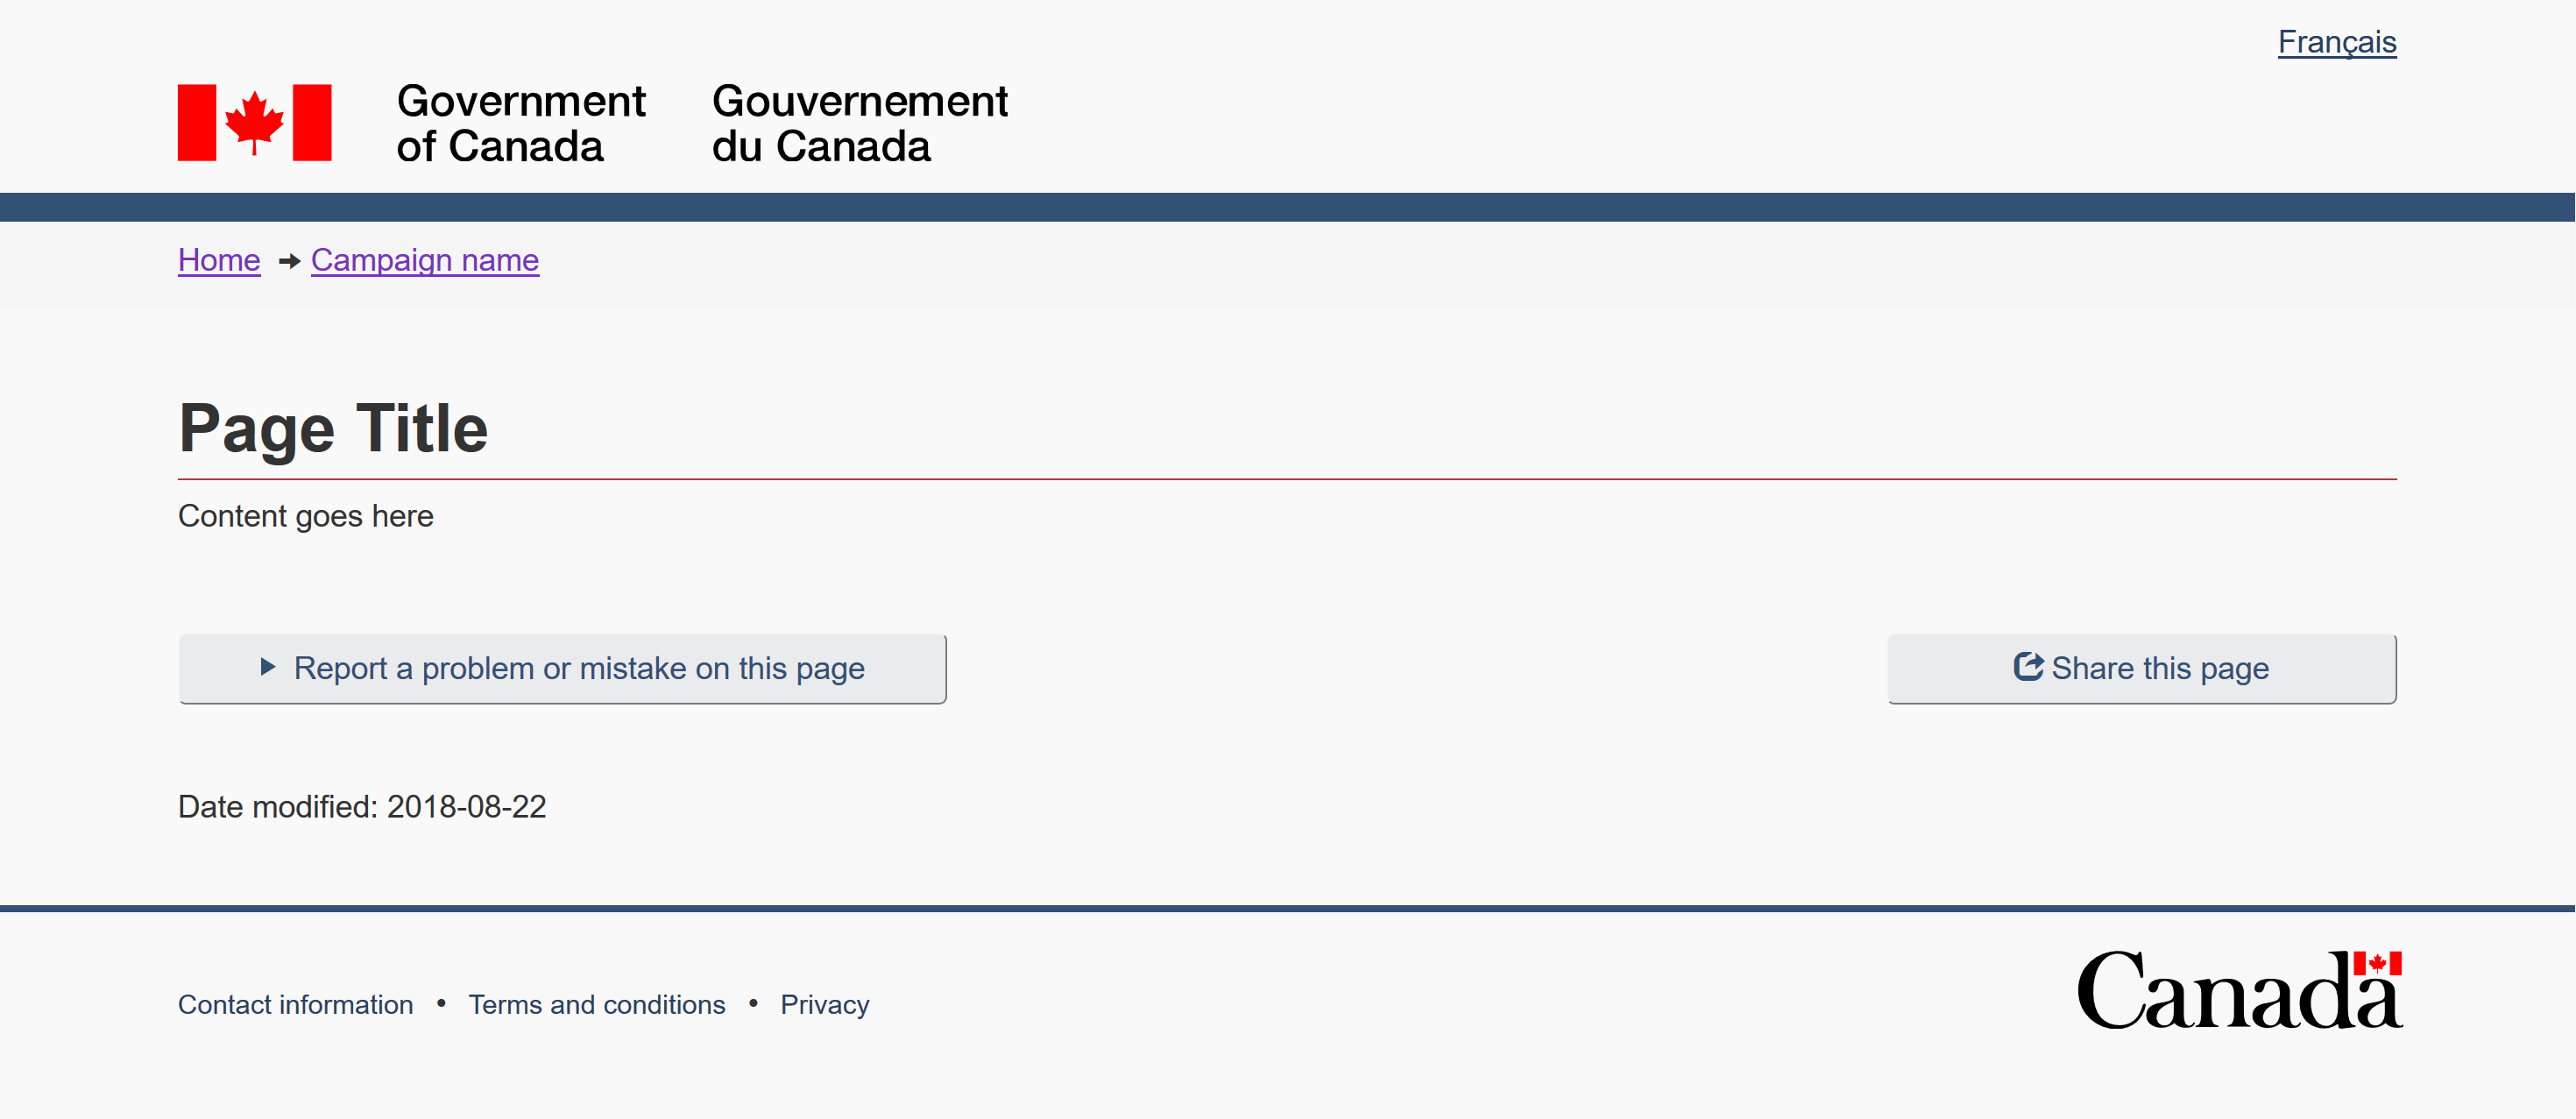 Français
Government Gouvernement
of Canada du Canada
Home Campaign name
Page Title
Content goes here
Report a problem or mistake on this page
Share this page
Date modified: 2018-08-22
Contact information • Terms and conditions • Privacy
Canada